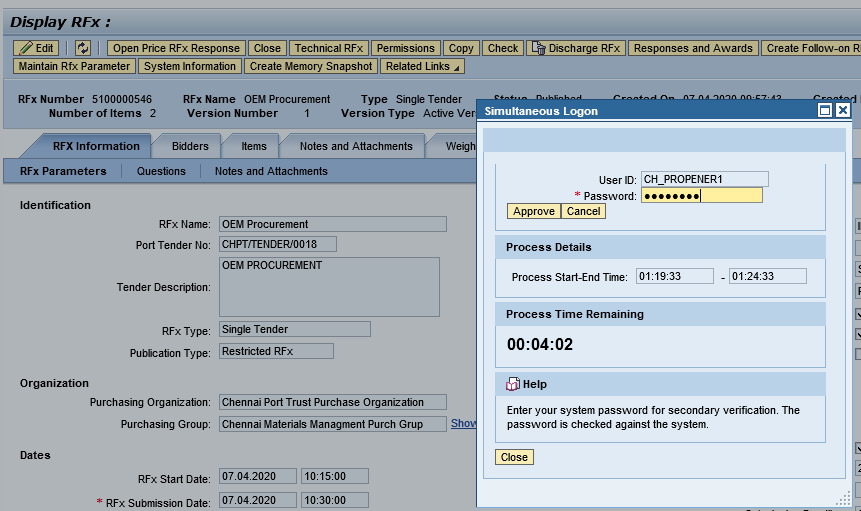 Display RFx :
Edit Open Price RFx Response Close Technical RFx Permissions Copy Check Discharge RFx Responses and Awards Create Follow-on R
Maintain Rfx Parameter System Information Create Memory Snapshot Related Links
RFx Number 5100000546 RFx Name OEM Procurement Type Single Tender Status Published Created On 07.04.2020 09:57:43 Created
Number of Items 2 Version Number 1 Version Type Active Ver
Simultaneous Logon
RFX Information Bidders Items Notes and Attachments Weigh
RFx Parameters Questions Notes and Attachments
User ID: CH_PROPENER1
* Password: ●●●●●●●●
Approve Cancel
Process Details
Process Start-End Time: 01:19:33 - 01:24:33
Process Time Remaining
00:04:02
Help
Enter your system password for secondary verification. The
password is checked against the system.
Close
Identification
RFx Name: OEM Procurement
Port Tender No: CHPT/TENDER/0018
Tender Description: OEM PROCUREMENT
RFx Type: Single Tender
Publication Type: Restricted RFx
Organization
Purchasing Organization: Chennai Port Trust Purchase Organization
Purchasing Group: Chennai Materials Managment Purch Grup Show
Dates
RFx Start Date: 07.04.2020 10:15:00
* RFx Submission Date: 07.04.2020 10:30:00